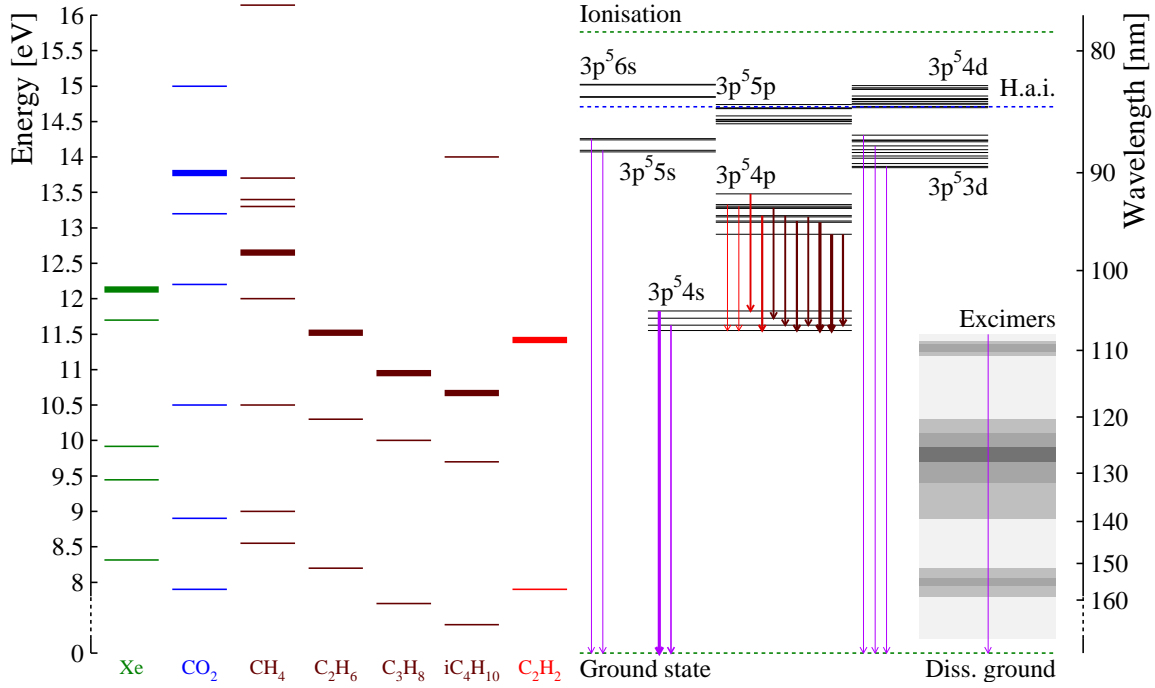 Energy [eV]
16
15.5
15
14.5
14
13.5
13
12.5
12
11.5
11
10.5
10
9.5
9
8.5
8
0
Xe
CO₂
CH₄
C₂H₆
C₃H₈
iC₄H₁₀
C₂H₂
Ionisation
3p⁵6s
3p⁵5p
3p⁵4d
H.a.i.
3p⁵5s
3p⁵4p
3p⁵3d
3p⁵4s
Excimers
Ground state
Diss. ground
Wavelength [nm]
80
90
100
110
120
130
140
150
160